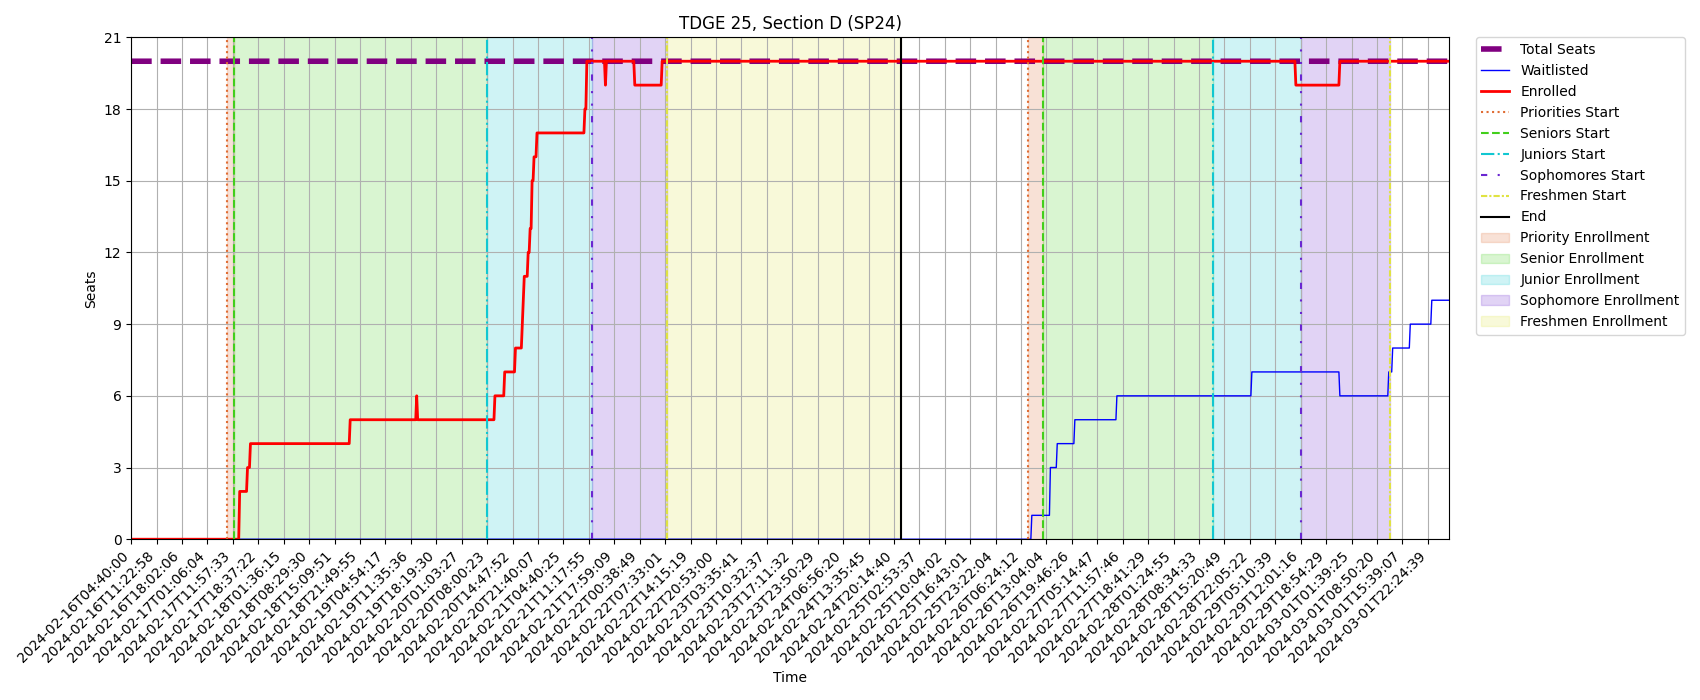 TDGE 25, Section D (SP24)
Seats
21
18
15
12
9
6
3
0
2024-02-16T04:40:00
2024-02-16T11:22:58
2024-02-16T18:02:06
2024-02-17T01:06:04
2024-02-17T11:57:33
2024-02-17T18:37:22
2024-02-18T01:36:15
2024-02-18T08:29:30
2024-02-18T15:09:51
2024-02-18T21:49:55
2024-02-19T04:54:17
2024-02-19T11:35:36
2024-02-19T18:19:30
2024-02-20T01:03:27
2024-02-20T08:00:23
2024-02-20T14:47:52
2024-02-20T21:40:07
2024-02-21T04:40:25
2024-02-21T11:17:55
2024-02-21T17:59:09
2024-02-22T00:38:49
2024-02-22T07:33:01
2024-02-22T14:15:19
2024-02-22T20:53:00
2024-02-23T03:35:41
2024-02-23T10:32:37
2024-02-23T17:11:32
2024-02-23T23:50:29
2024-02-24T06:56:20
2024-02-24T13:35:45
2024-02-24T20:14:40
2024-02-25T02:53:37
2024-02-25T10:04:02
2024-02-25T16:43:01
2024-02-25T23:22:04
2024-02-26T06:24:12
2024-02-26T13:04:04
2024-02-26T19:46:26
2024-02-27T05:14:47
2024-02-27T11:57:46
2024-02-27T18:41:29
2024-02-28T01:24:55
2024-02-28T08:34:33
2024-02-28T15:20:49
2024-02-28T22:05:22
2024-02-29T05:10:39
2024-02-29T12:01:16
2024-02-29T18:54:29
2024-03-01T01:39:25
2024-03-01T08:50:20
2024-03-01T15:39:07
2024-03-01T22:24:39
Time
Total Seats
Waitlisted
Enrolled
Priorities Start
Seniors Start
Juniors Start
Sophomores Start
Freshmen Start
End
Priority Enrollment
Senior Enrollment
Junior Enrollment
Sophomore Enrollment
Freshmen Enrollment